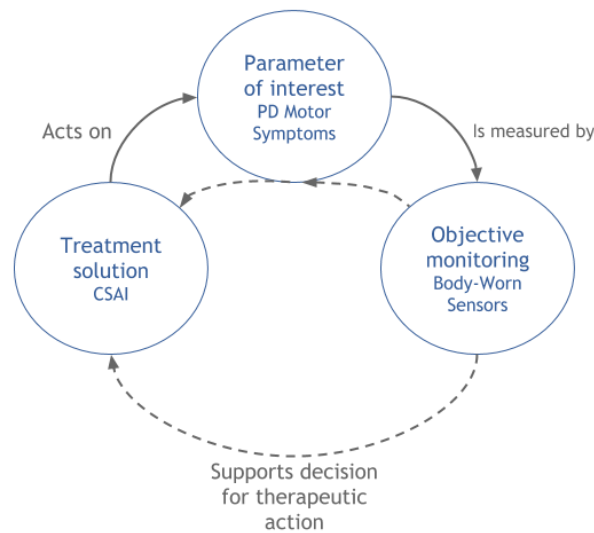 Parameter
of interest
PD Motor
Symptoms
Acts on
Is measured by
Treatment
solution
CSAI
Objective
monitoring
Body-Worn
Sensors
Supports decision
for therapeutic
action